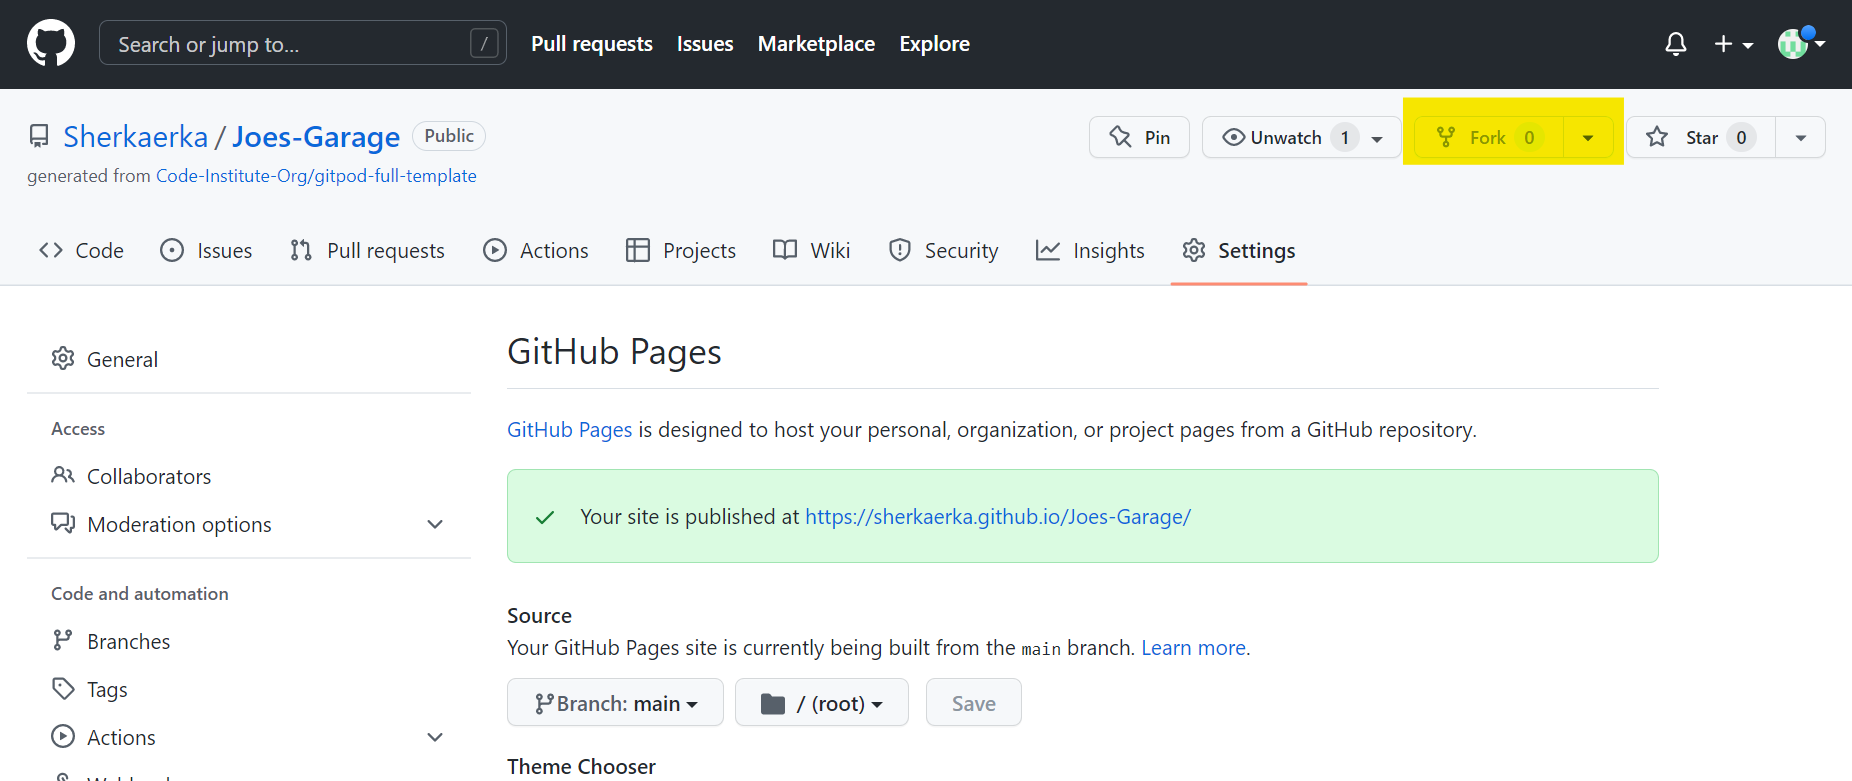 Search or jump to... / Pull requests Issues Marketplace Explore
Sherkaerka / Joes-Garage Public Pin Unwatch 1 Fork 0 Star 0
generated from Code-Institute-Org/gitpod-full-template
Code Issues Pull requests Actions Projects Wiki Security Insights Settings
General
Access
Collaborators
Moderation options
Code and automation
Branches
Tags
Actions
GitHub Pages
GitHub Pages is designed to host your personal, organization, or project pages from a GitHub repository.
Your site is published at https://sherkaerka.github.io/Joes-Garage/
Source
Your GitHub Pages site is currently being built from the main branch. Learn more.
Branch: main / (root) Save
Theme Chooser